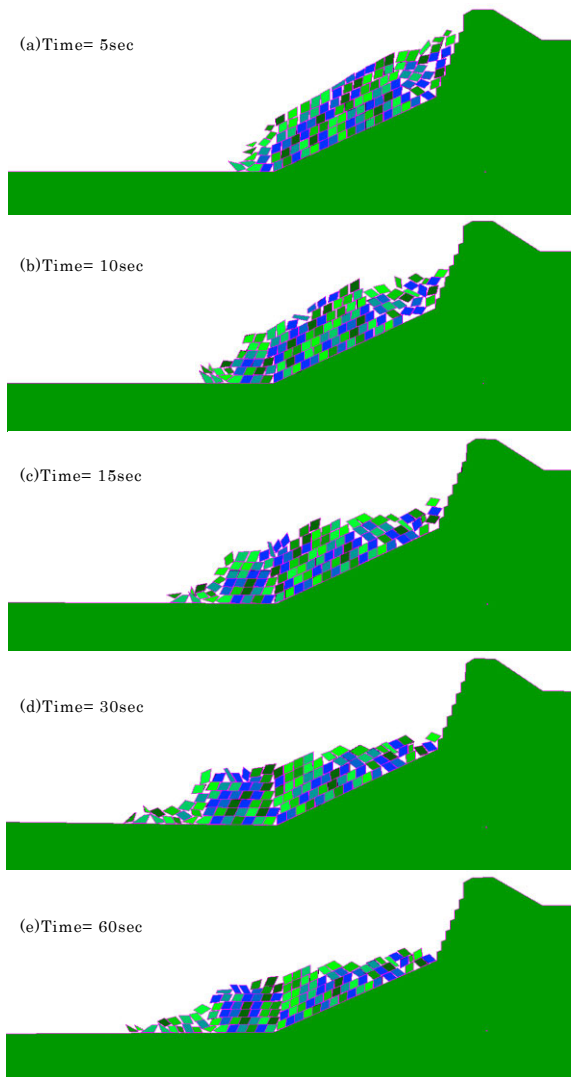 (a)Time= 5sec
(b)Time= 10sec
(c)Time= 15sec
(d)Time= 30sec
(e)Time= 60sec